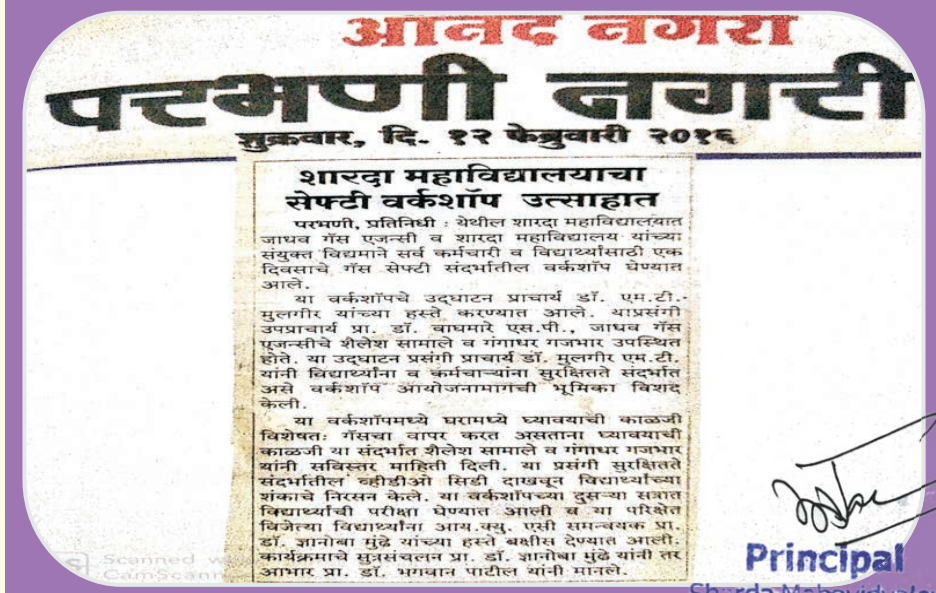 आनंद नगरी
परभणी नगरी
शुक्रवार, दि. १२ फेब्रुवारी २०१६
शारदा महाविद्यालयाचा
सेफ्टी वर्कशॉप उत्साहात
परभणी, प्रतिनिधी : येथील शारदा महाविद्यालयात
जाधव गॅस एजन्सी व शारदा महाविद्यालय यांच्या
संयुक्त विद्यमाने सर्व कर्मचारी व विद्यार्थ्यांसाठी एक
दिवसाचे गॅस सेफ्टी संदर्भातील वर्कशॉप घेण्यात
आले.
या वर्कशॉपचे उद्घाटन प्राचार्य डॉ. एम.टी.
मुलगीर यांच्या हस्ते करण्यात आले. याप्रसंगी
उपप्राचार्य प्रा. डॉ. वाघमारे एस.पी., जाधव गॅस
एजन्सीचे शैलेश सामाले व गंगाधर गजभार उपस्थित
होते. या उद्घाटन प्रसंगी प्राचार्य डॉ. मुलगीर एम.टी.
यांनी विद्यार्थ्यांना व कर्मचाऱ्यांना सुरक्षितते संदर्भात
असे वर्कशॉप आयोजनामागची भूमिका विशद
केली.
या वर्कशॉपमध्ये घरामध्ये घ्यावयाची काळजी
विशेषतः गॅसचा वापर करत असताना घ्यावयाची
काळजी या संदर्भात शैलेश सामाले व गंगाधर गजभार
यांनी सविस्तर माहिती दिली. या प्रसंगी सुरक्षितते
संदर्भातील व्हीडीओ सिडी दाखवून विद्यार्थ्यांच्या
शंकाचे निरसन केले. या वर्कशॉपच्या दुसऱ्या सत्रात
विद्यार्थ्यांची परीक्षा घेण्यात आली व या परिक्षेत
विजेत्या विद्यार्थ्यांना आय.क्यु. एसी समन्वयक प्रा.
डॉ. ज्ञानोबा मुंढे यांच्या हस्ते बक्षीस देण्यात आली.
कार्यक्रमाचे सुत्रसंचलन प्रा. डॉ. ज्ञानोबा मुंढे यांनी तर
आभार प्रा. डॉ. भगवान पाटील यांनी मानले.
Scanned
CamScann
Principal
Sharda